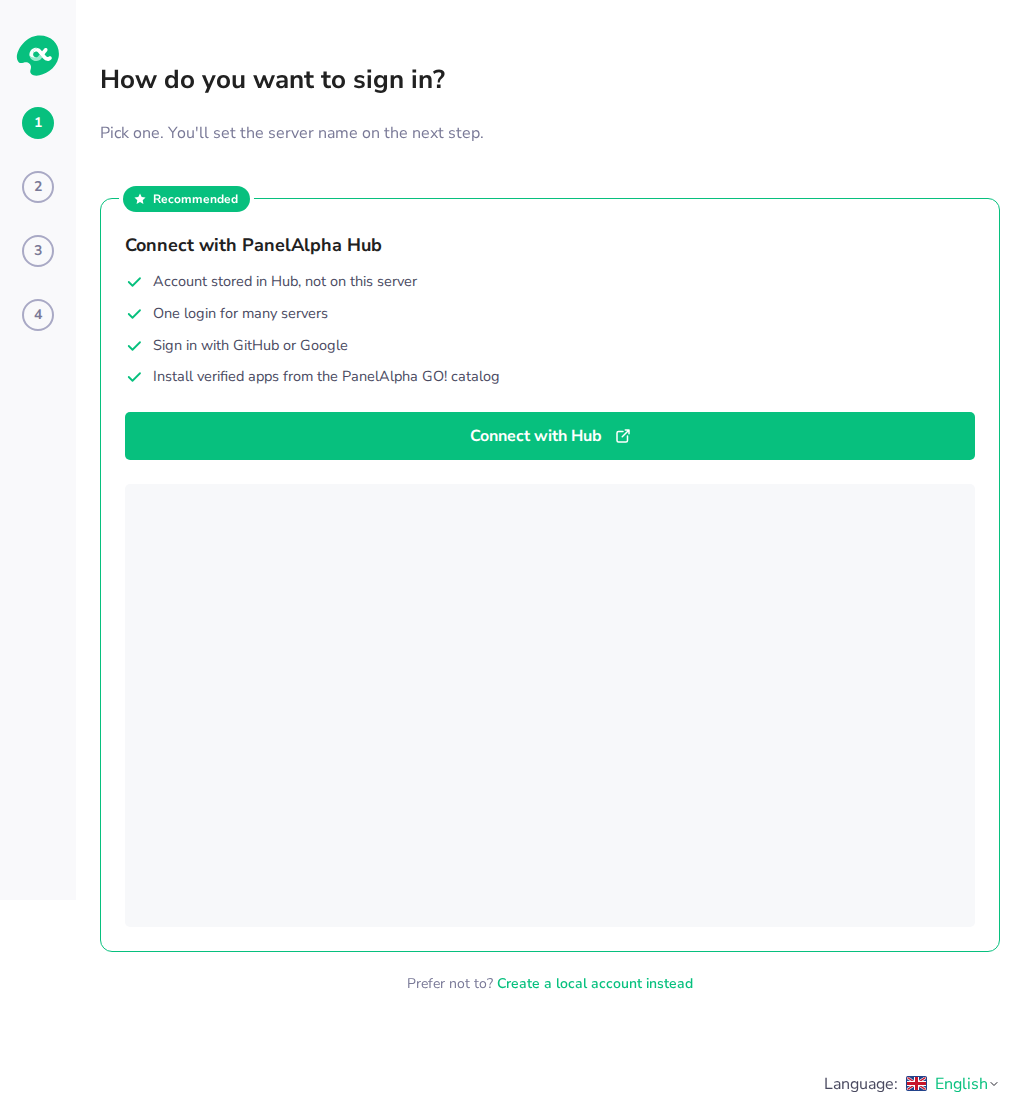 How do you want to sign in?
Pick one. You'll set the server name on the next step.
1
2
3
4
Recommended
Connect with PanelAlpha Hub
Account stored in Hub, not on this server
One login for many servers
Sign in with GitHub or Google
Install verified apps from the PanelAlpha GO! catalog
Connect with Hub
Prefer not to? Create a local account instead
Language: English